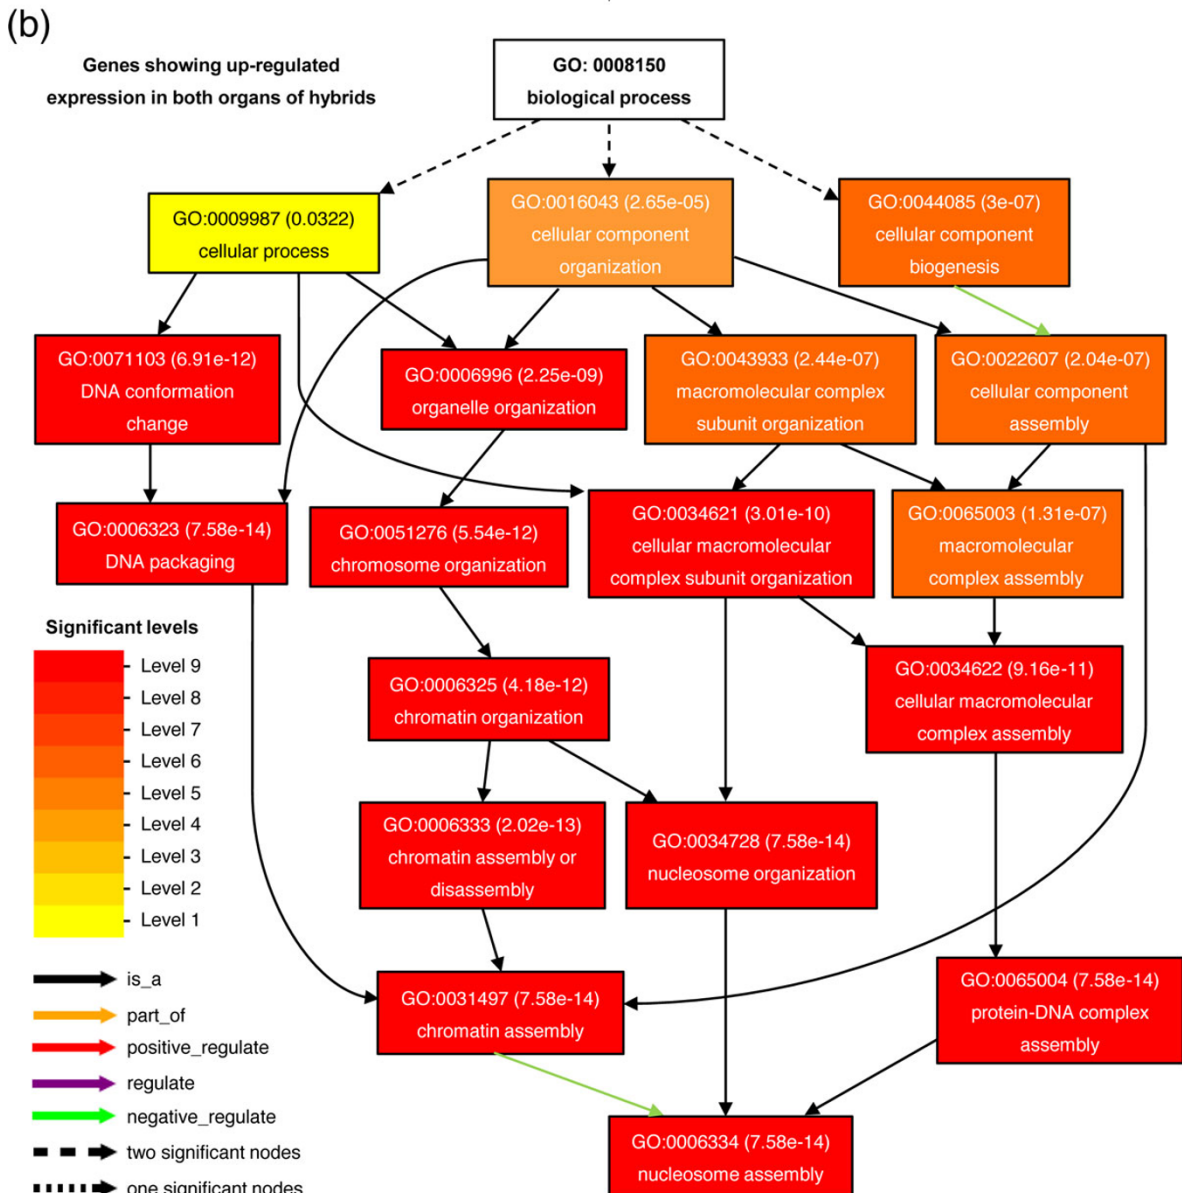 (b)
Genes showing up-regulated
expression in both organs of hybrids
GO: 0008150
biological process
GO:0009987 (0.0322)
cellular process
GO:0016043 (2.65e-05)
cellular component
organization
GO:0044085 (3e-07)
cellular component
biogenesis
GO:0071103 (6.91e-12)
DNA conformation
change
GO:0006996 (2.25e-09)
organelle organization
GO:0043933 (2.44e-07)
macromolecular complex
subunit organization
GO:0022607 (2.04e-07)
cellular component
assembly
GO:0006323 (7.58e-14)
DNA packaging
GO:0051276 (5.54e-12)
chromosome organization
GO:0034621 (3.01e-10)
cellular macromolecular
complex subunit organization
GO:0065003 (1.31e-07)
macromolecular
complex assembly
GO:0006325 (4.18e-12)
chromatin organization
GO:0034622 (9.16e-11)
cellular macromolecular
complex assembly
GO:0006333 (2.02e-13)
chromatin assembly or
disassembly
GO:0034728 (7.58e-14)
nucleosome organization
GO:0031497 (7.58e-14)
chromatin assembly
GO:0065004 (7.58e-14)
protein-DNA complex
assembly
GO:0006334 (7.58e-14)
nucleosome assembly
Significant levels
Level 9
Level 8
Level 7
Level 6
Level 5
Level 4
Level 3
Level 2
Level 1
is_a
part_of
positive_regulate
regulate
negative_regulate
two significant nodes
one significant nodes